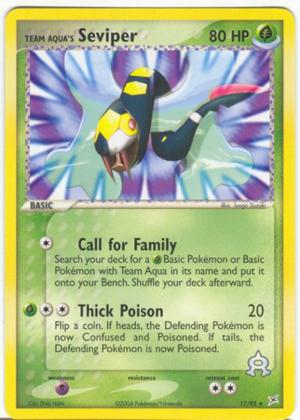 TEAM AQUA'S Seviper 80 HP
Illus. Jungo Suzuki
BASIC
Call for Family
Search your deck for a Basic Pokémon or Basic
Pokémon with Team Aqua in its name and put it
onto your Bench. Shuffle your deck afterward.
Thick Poison 20
Flip a coin. If heads, the Defending Pokémon is
now Confused and Poisoned. If tails, the
Defending Pokémon is now Poisoned.
weakness resistance retreat cost
©2004 Pokémon/Nintendo
17/95